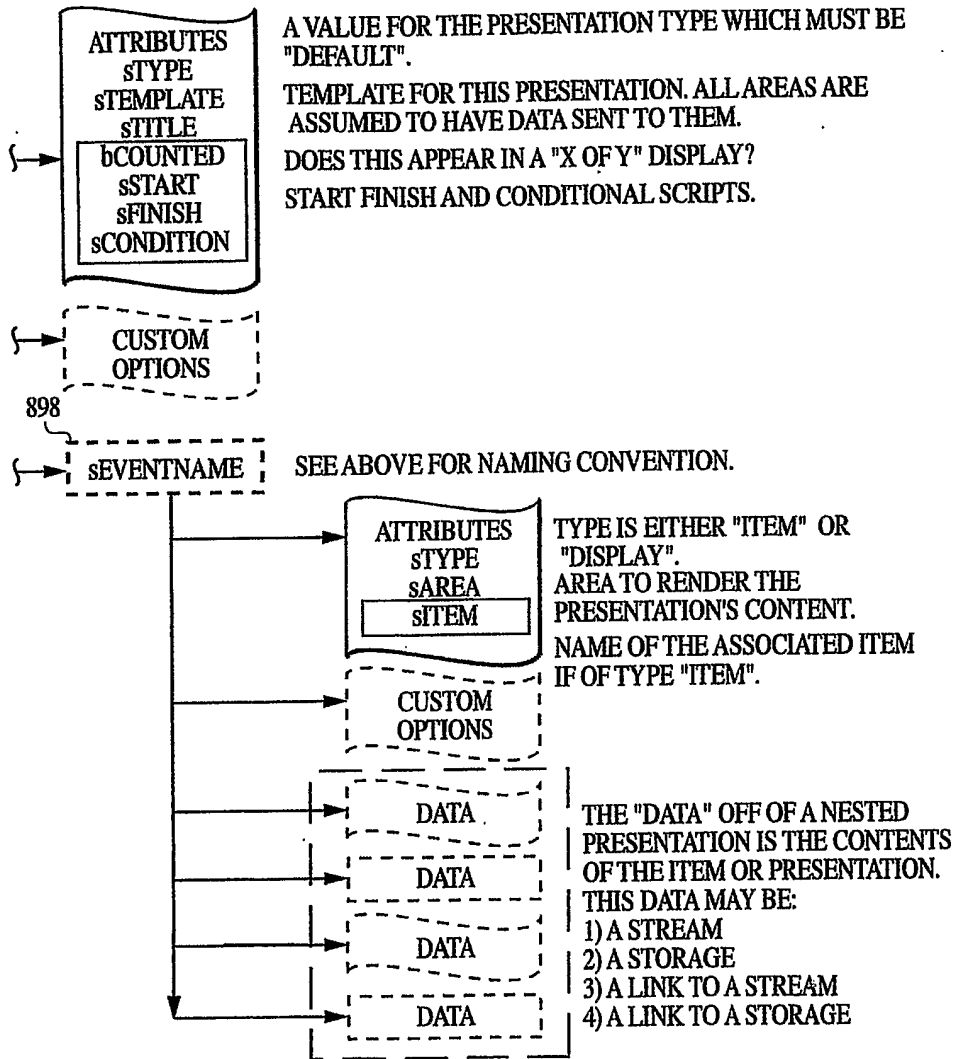 ATTRIBUTES
sTYPE
sTEMPLATE
sTITLE
bCOUNTED
sSTART
sFINISH
sCONDITION
A VALUE FOR THE PRESENTATION TYPE WHICH MUST BE
"DEFAULT".
TEMPLATE FOR THIS PRESENTATION. ALL AREAS ARE
ASSUMED TO HAVE DATA SENT TO THEM.
DOES THIS APPEAR IN A "X OF Y" DISPLAY?
START FINISH AND CONDITIONAL SCRIPTS.
CUSTOM
OPTIONS
898
sEVENTNAME
SEE ABOVE FOR NAMING CONVENTION.
ATTRIBUTES
sTYPE
sAREA
sITEM
TYPE IS EITHER "ITEM" OR
"DISPLAY".
AREA TO RENDER THE
PRESENTATION'S CONTENT.
NAME OF THE ASSOCIATED ITEM
IF OF TYPE "ITEM".
CUSTOM
OPTIONS
DATA
DATA
DATA
DATA
THE "DATA" OFF OF A NESTED
PRESENTATION IS THE CONTENTS
OF THE ITEM OR PRESENTATION.
THIS DATA MAY BE:
1) A STREAM
2) A STORAGE
3) A LINK TO A STREAM
4) A LINK TO A STORAGE